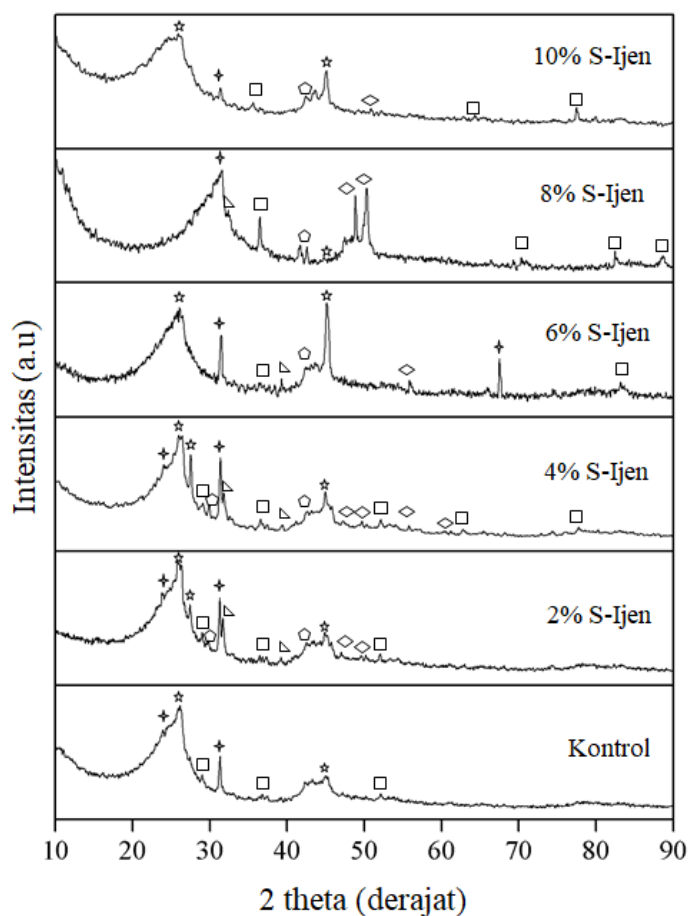 10% S-Ijen
8% S-Ijen
6% S-Ijen
4% S-Ijen
2% S-Ijen
Kontrol
Intensitas (a.u)
10 20 30 40 50 60 70 80 90
2 theta (derajat)